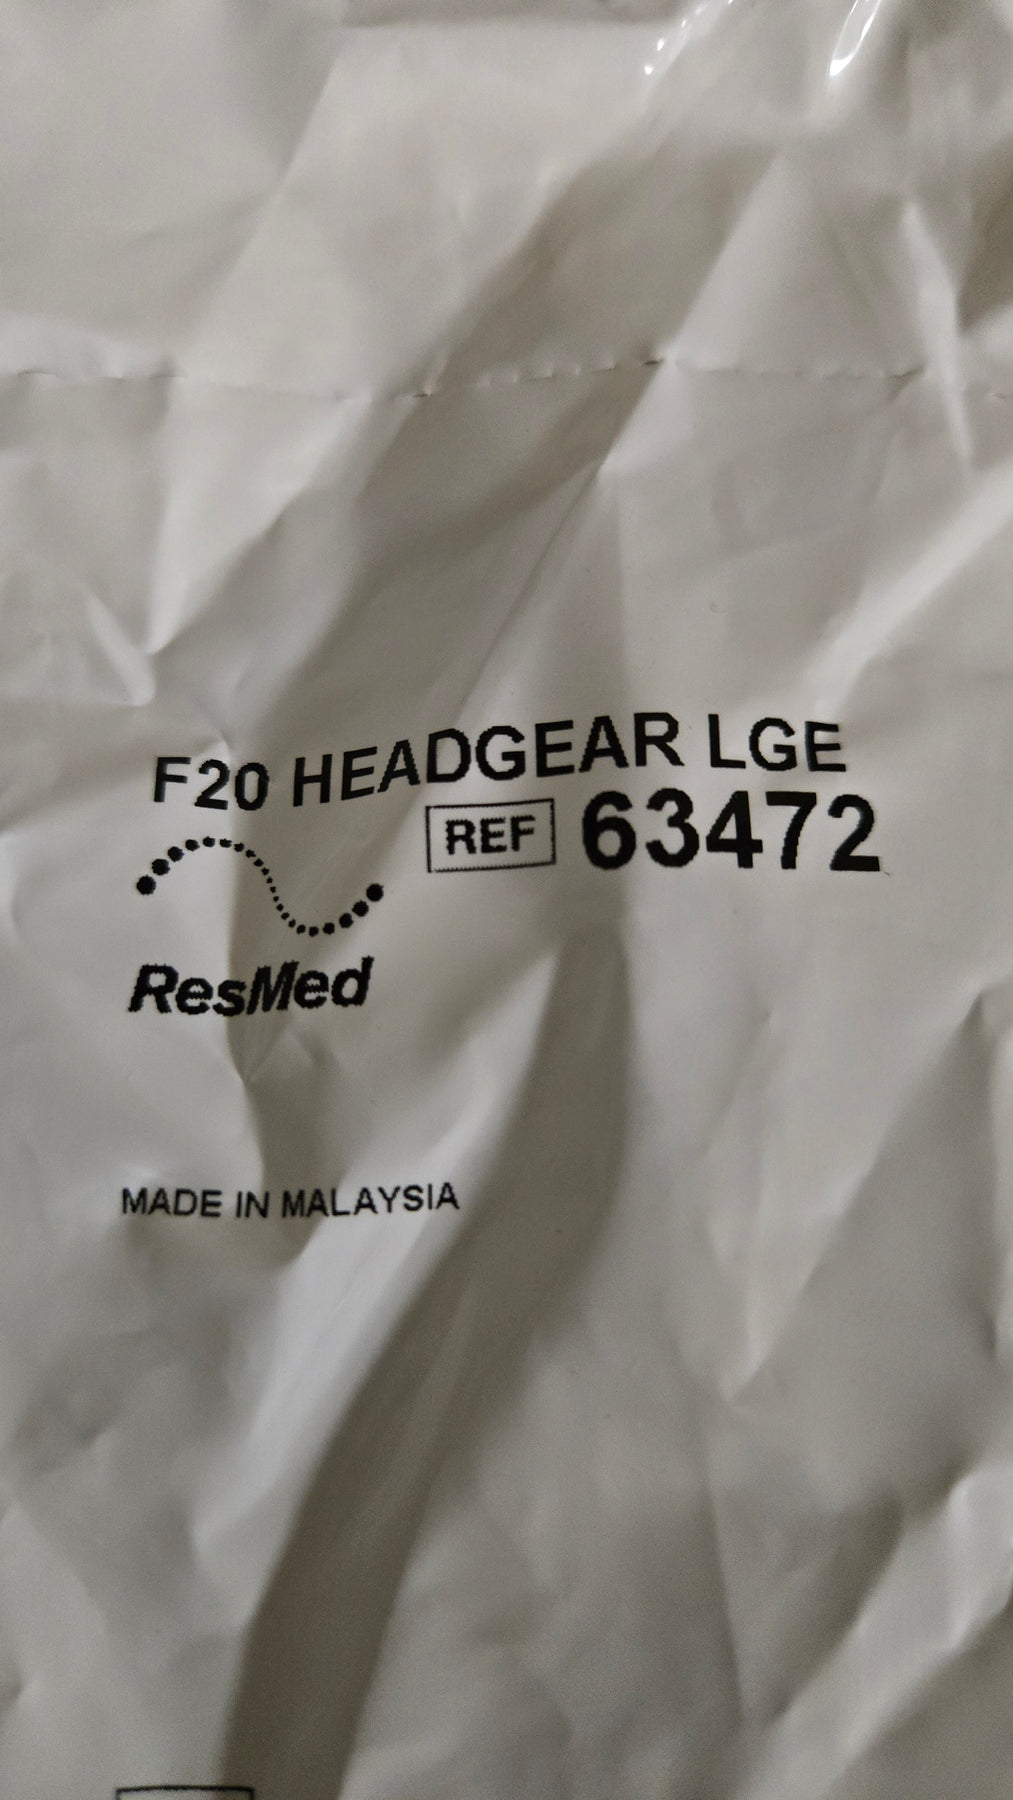 F20 HEADGEAR LGE
REF 63472
ResMed
MADE IN MALAYSIA